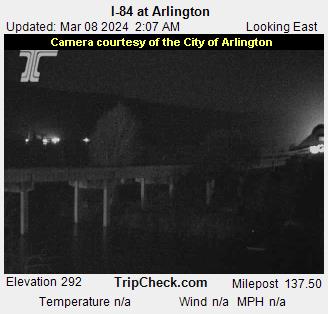 I-84 at Arlington
Updated: Mar 08 2024 2:07 AM Looking East
Camera courtesy of the City of Arlington
Elevation 292 TripCheck.com Milepost 137.50
Temperature n/a Wind n/a MPH n/a